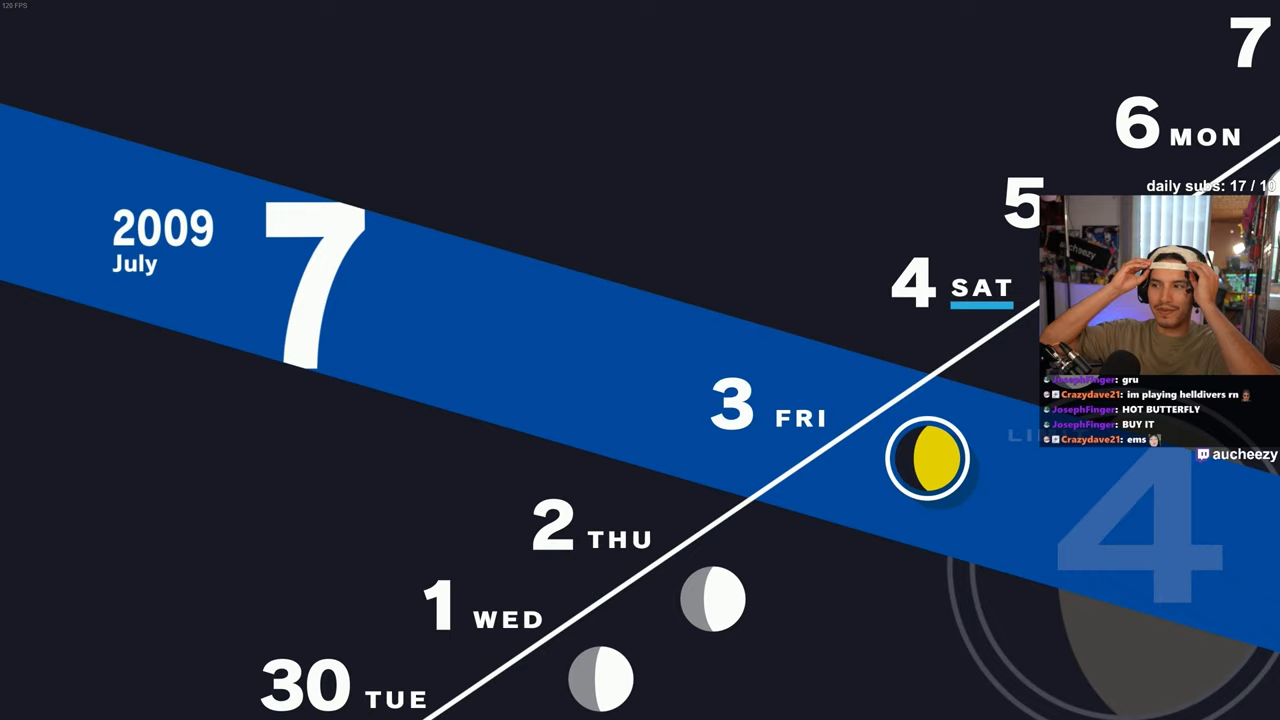 120 FPS
7
6 MON
daily subs: 17 / 10
5
2009
July
7
4 SAT
3 FRI
aucheezy
JosephFinger: gru
Crazydave21: im playing helldivers rn
JosephFinger: HOT BUTTERFLY
JosephFinger: BUY IT
Crazydave21: ems
aucheezy
4
2 THU
1 WED
30 TUE